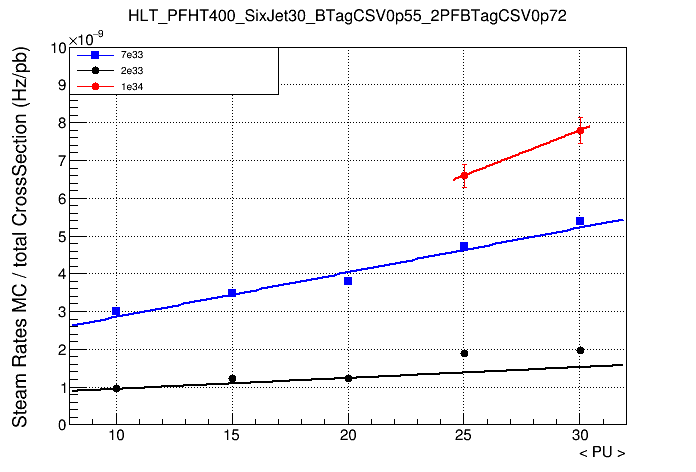 HLT_PFHT400_SixJet30_BTagCSV0p55_2PFBTagCSV0p72
×10⁻⁹
7e33
2e33
1e34
Steam Rates MC / total CrossSection (Hz/pb)
10
9
8
7
6
5
4
3
2
1
0
10 15 20 25 30
< PU >